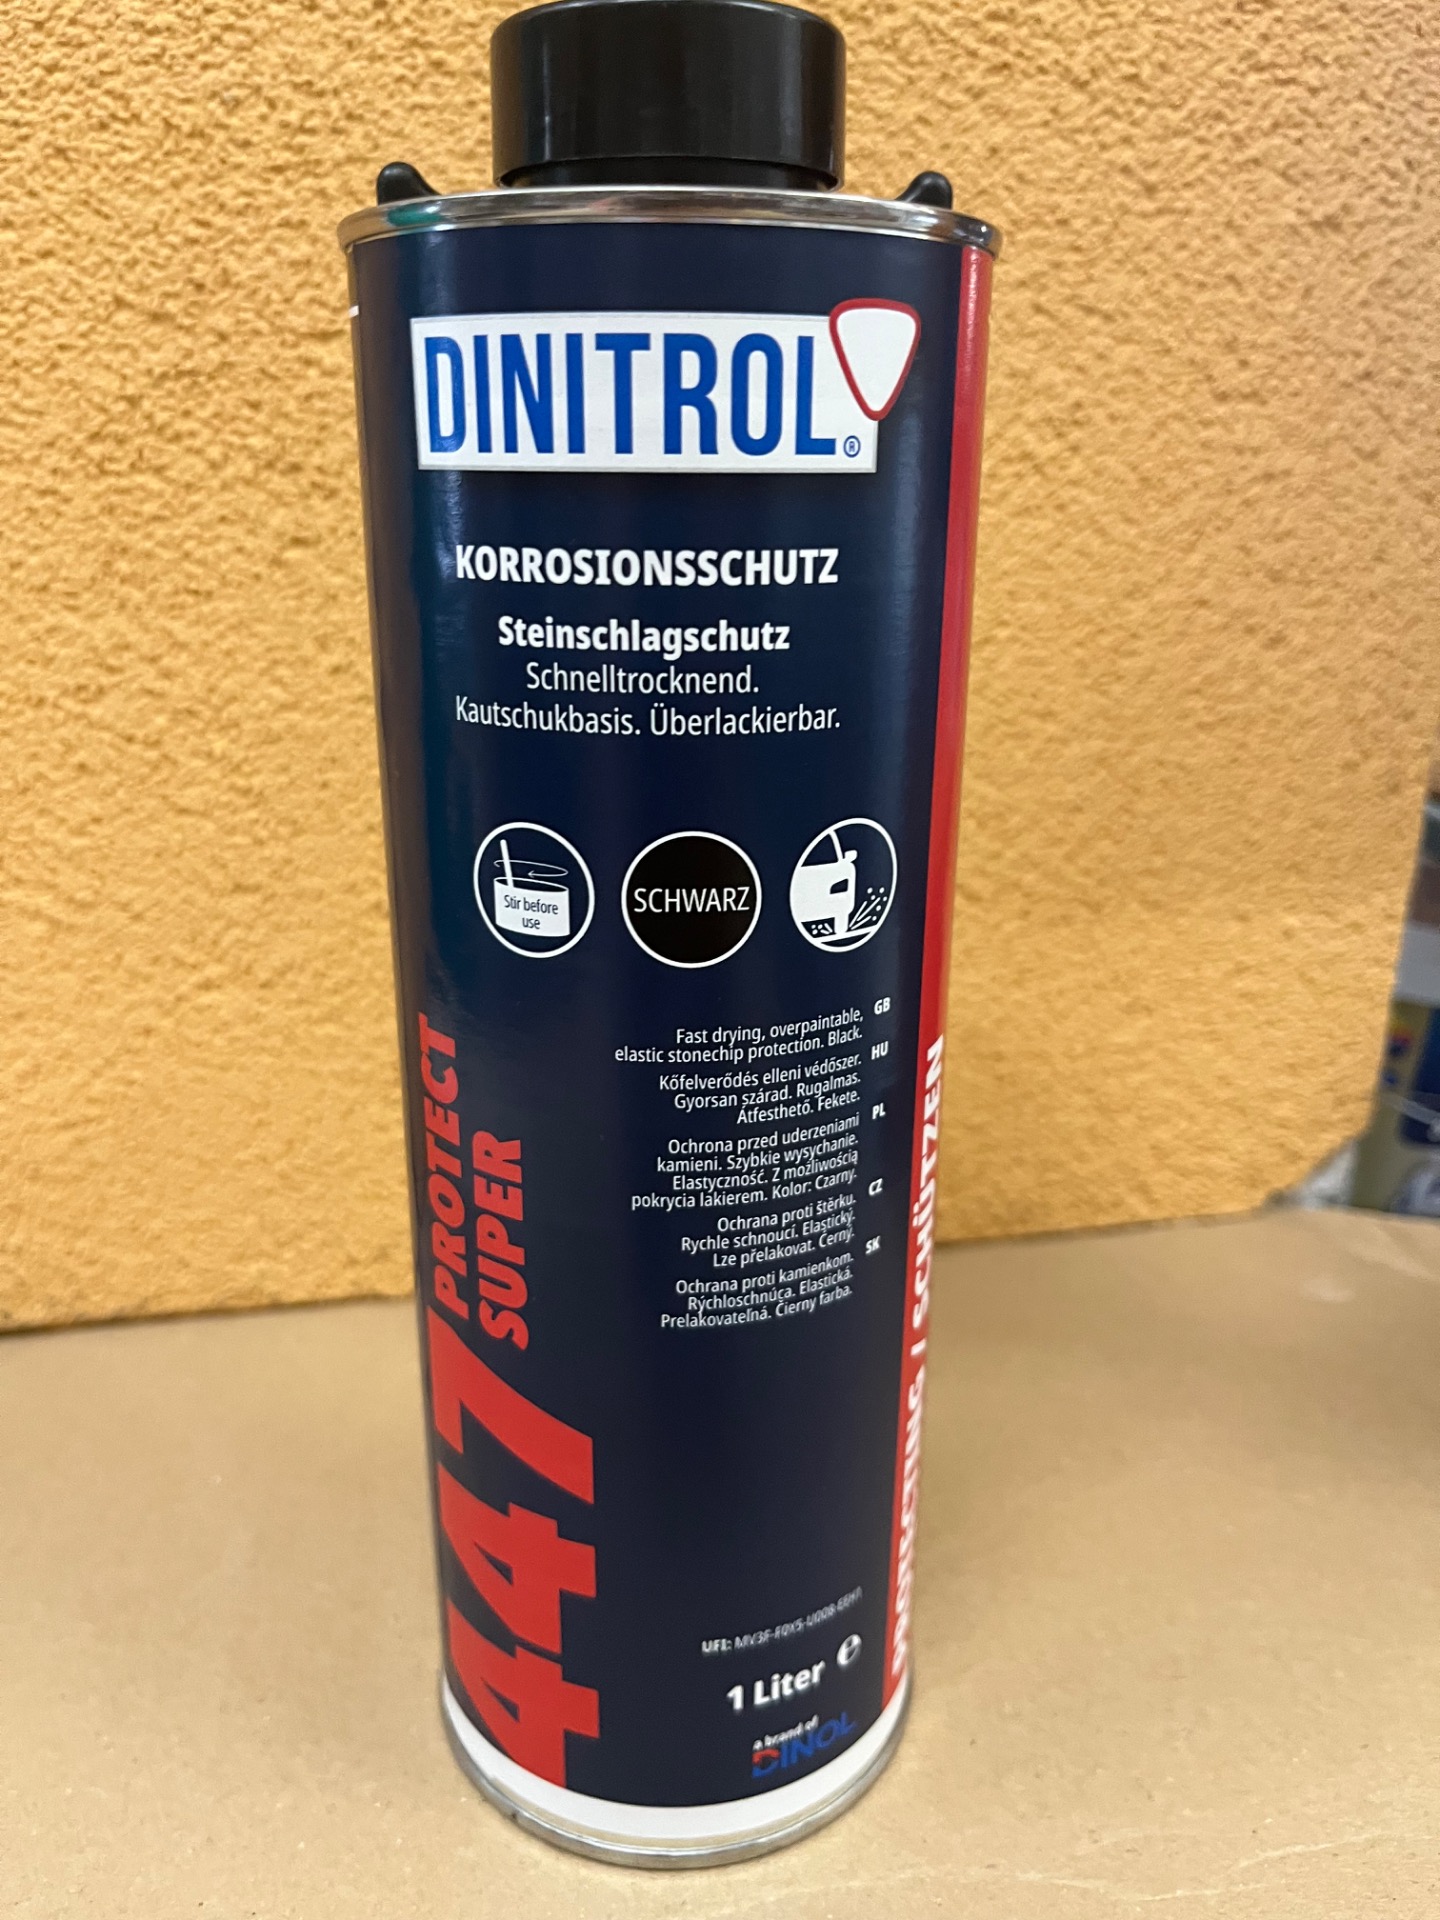 DINITROL®
KORROSIONSSCHUTZ
Steinschlagschutz
Schnelltrocknend.
Kautschukbasis. Überlackierbar.
Stir before
use
SCHWARZ
GB
Fast drying, overpaintable,
elastic stonechip protection. Black.
HU
Kőfelverődés elleni védőszer.
Gyorsan szárad. Rugalmas.
Átfesthető. Fekete.
PL
Ochrona przed uderzeniami
kamieni. Szybkie wysychanie.
Elastyczność. Z możliwością
pokrycia lakierem. Kolor: Czarny.
CZ
Ochrana proti štěrku.
Rychle schnoucí. Elastický.
Lze přelakovat. Černý.
SK
Ochrana proti kamienkom.
Rýchloschnúca. Elastická.
Prelakovateľná. Čierny farba.
447 PROTECT
SUPER
PROTECTING / SCHÜTZEN
UFI:
1 Liter ℮
a brand of
DINOL